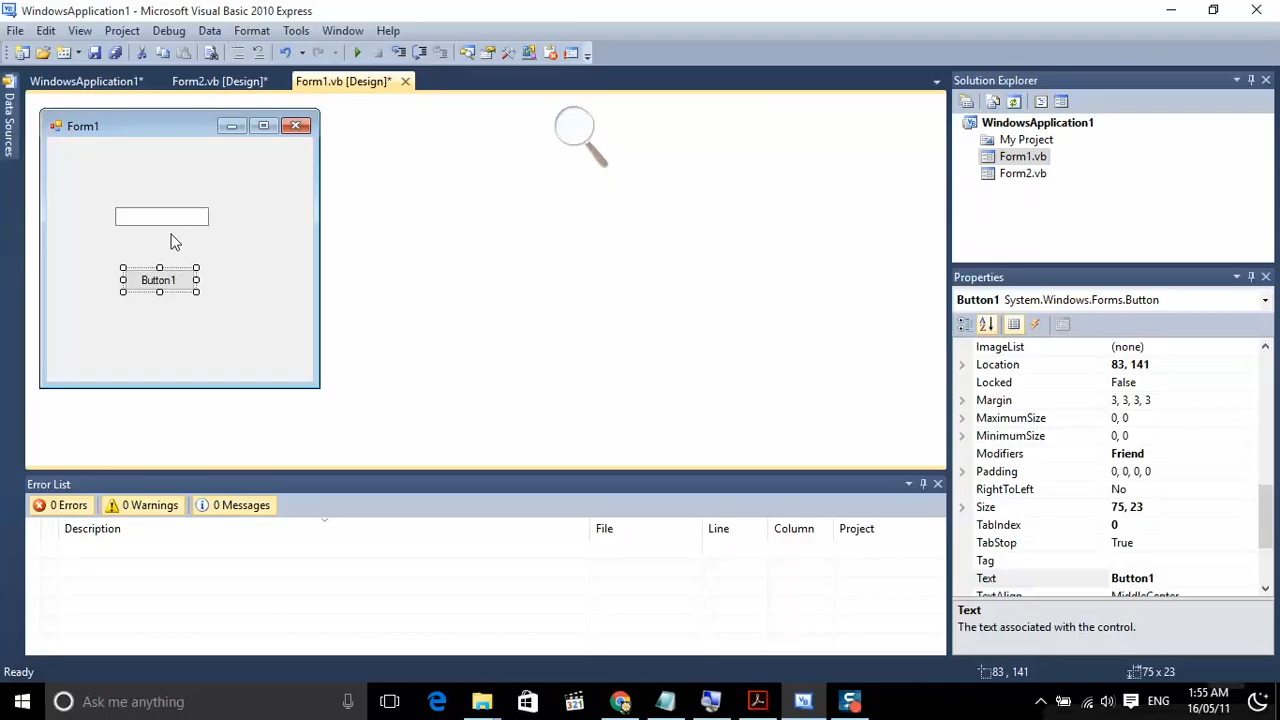 WindowsApplication1 - Microsoft Visual Basic 2010 Express
File Edit View Project Debug Data Format Tools Window Help
WindowsApplication1* Form2.vb [Design]* Form1.vb [Design]*
Data Sources
Form1
Button1
Solution Explorer
WindowsApplication1
My Project
Form1.vb
Form2.vb
Properties
Button1 System.Windows.Forms.Button
ImageList (none)
Location 83, 141
Locked False
Margin 3, 3, 3, 3
MaximumSize 0, 0
MinimumSize 0, 0
Modifiers Friend
Padding 0, 0, 0, 0
RightToLeft No
Size 75, 23
TabIndex 0
TabStop True
Tag
Text Button1
TextAlign MiddleCenter
Text
The text associated with the control.
Error List
0 Errors 0 Warnings 0 Messages
Description File Line Column Project
Ready 83 , 141 75 x 23
Ask me anything
ENG
1:55 AM
16/05/11